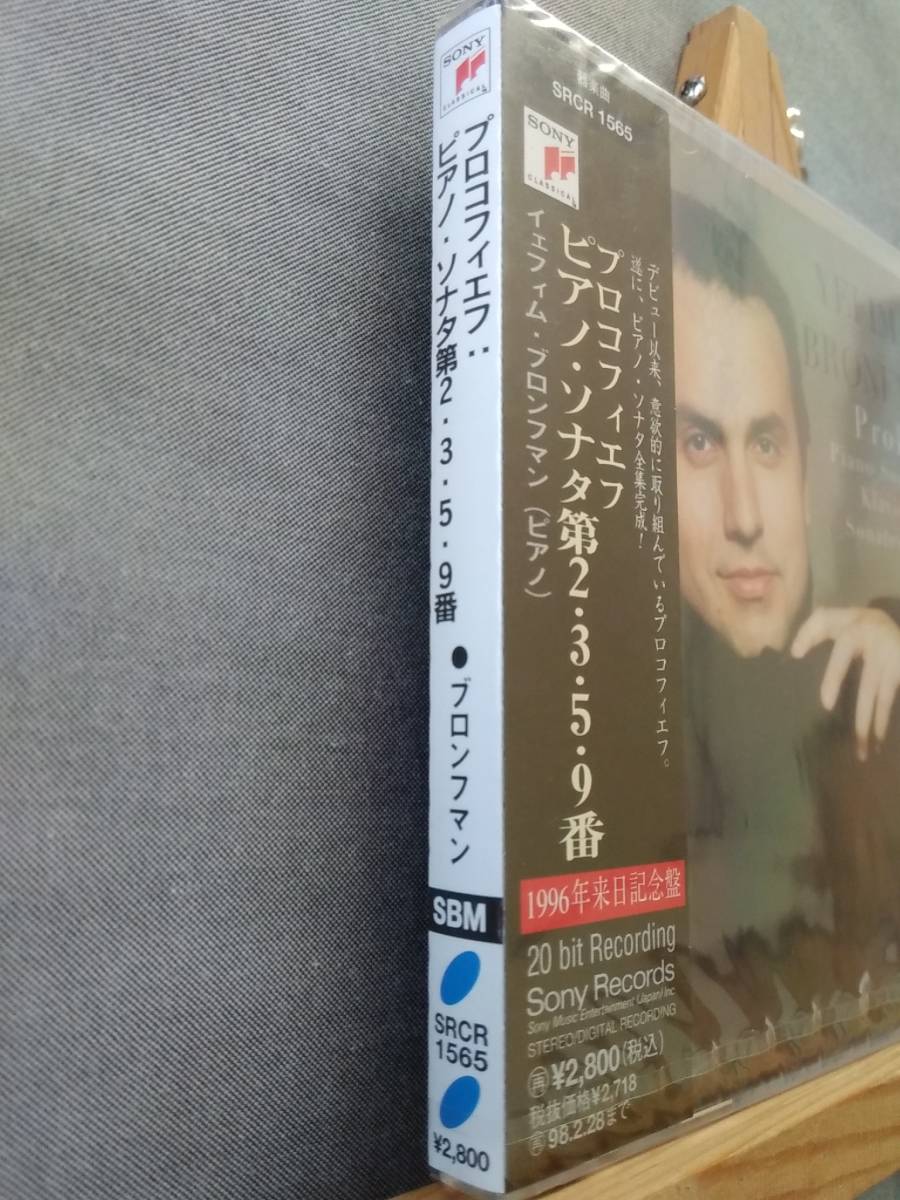 SONY
CLASSICAL
プロコフィエフ:
ピアノ・ソナタ第2・3・5・9番
●ブロンフマン
SBM
SRCR
1565
¥2,800
器楽曲
SRCR 1565
SONY
CLASSICAL
デビュー以来、意欲的に取り組んでいるプロコフィエフ。
遂に、ピアノ・ソナタ全集完成!
プロコフィエフ
ピアノ・ソナタ第2・3・5・9番
イエフィム・ブロンフマン(ピアノ)
1996年来日記念盤
20 bit Recording
Sony Records
Sony Music Entertainment (Japan) Inc.
STEREO/DIGITAL RECORDING
再 ¥2,800(税込)
税抜価格¥2,718
98.2.28まで